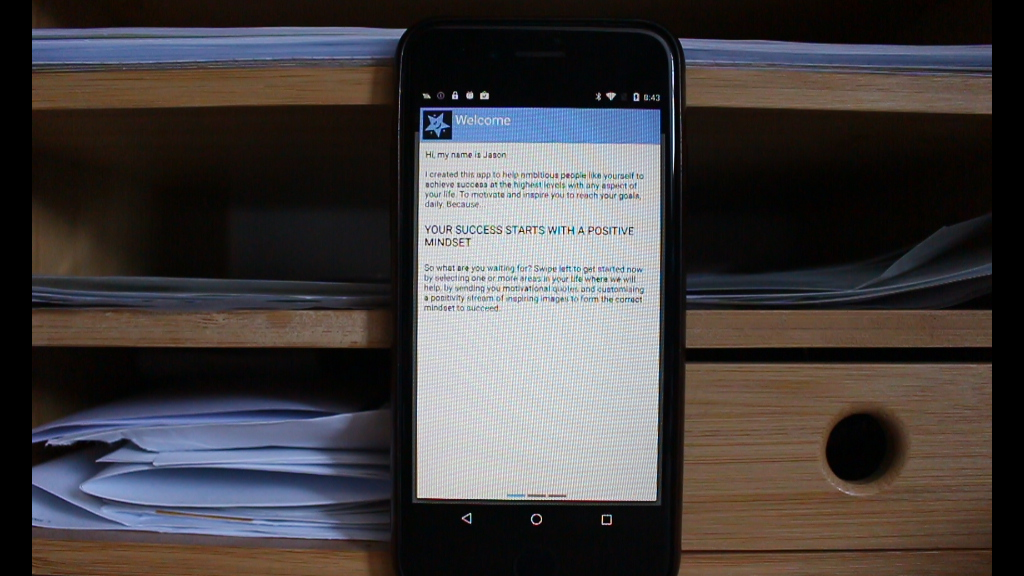 8:43
Welcome
Hi, my name is Jason
I created this app to help ambitious people like yourself to
achieve success at the highest levels with any aspect of
your life. To motivate and inspire you to reach your goals,
daily. Because...
YOUR SUCCESS STARTS WITH A POSITIVE
MINDSET
So what are you waiting for? Swipe left to get started now
by selecting one or more areas in your life where we will
help, by sending you motivational quotes and customising
a positivity stream of inspiring images to form the correct
mindset to succeed.